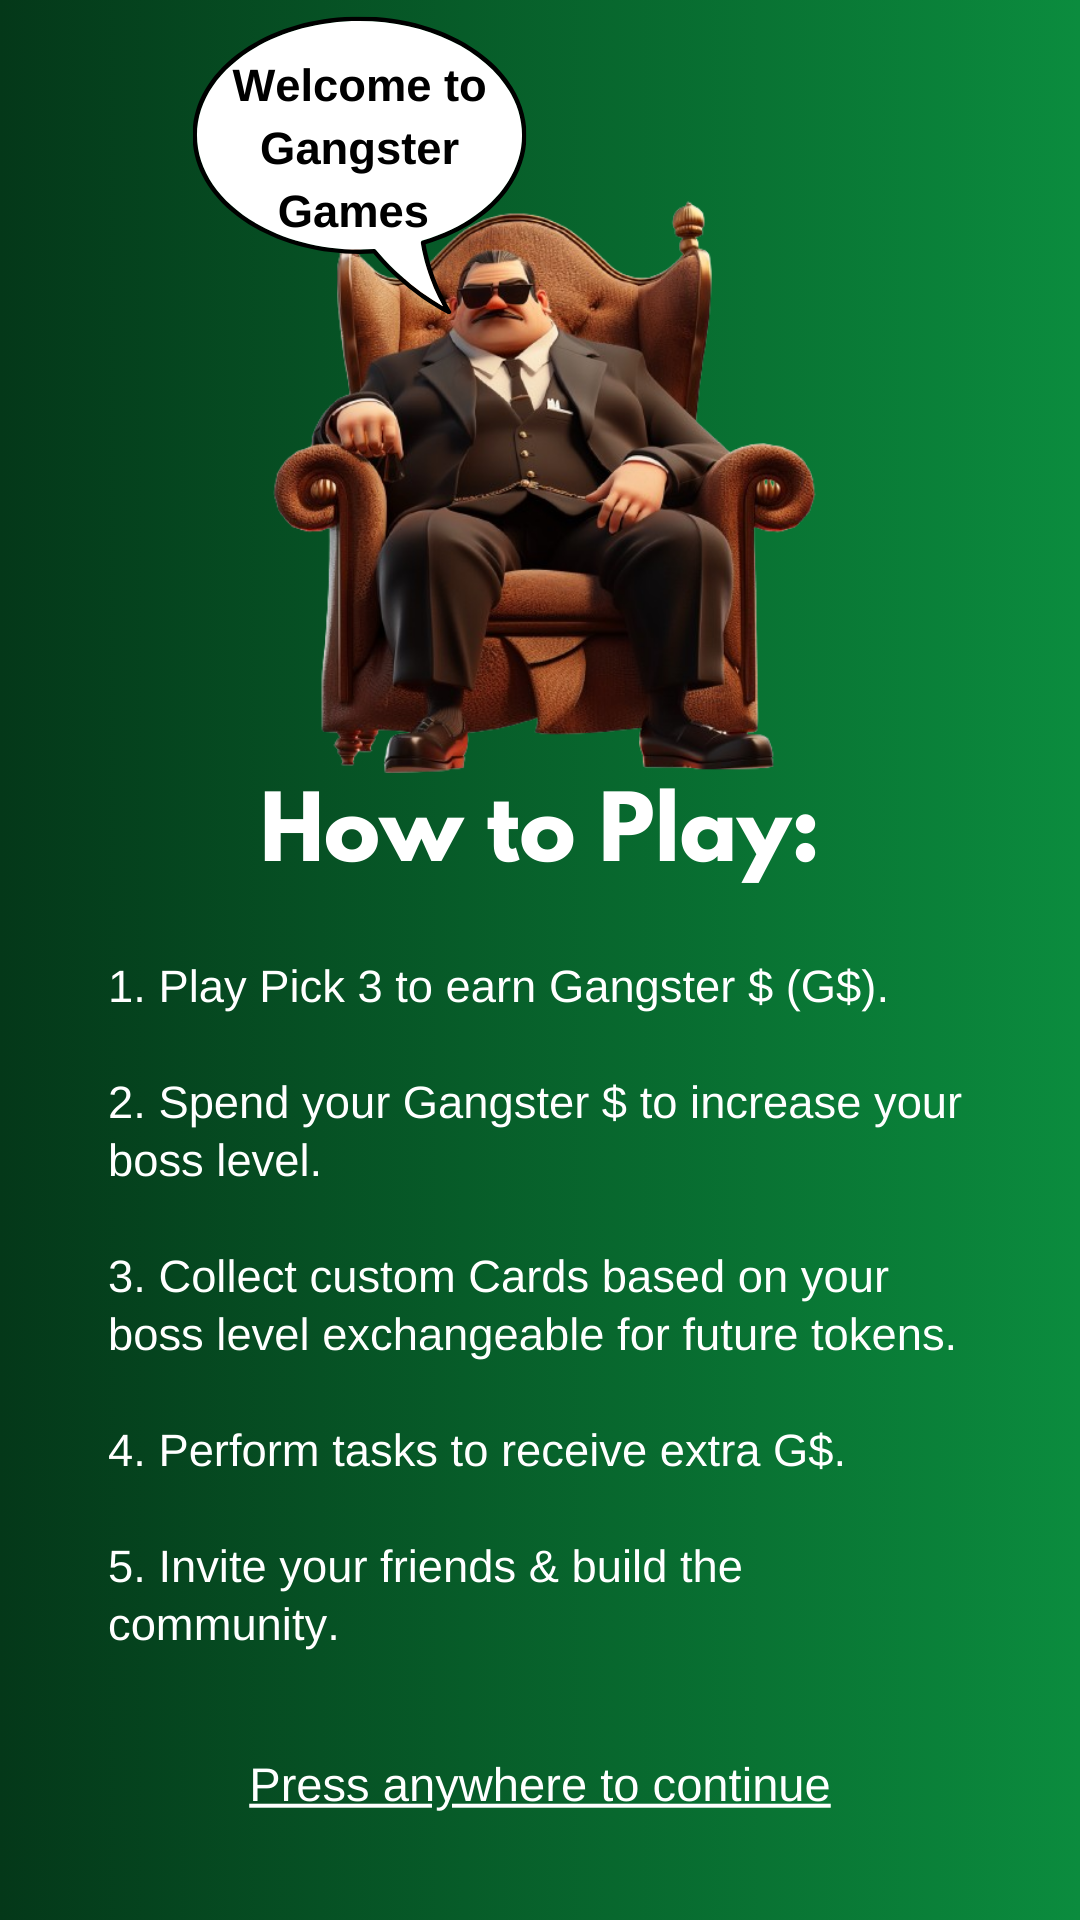 Welcome to
Gangster
Games
How to Play:
1. Play Pick 3 to earn Gangster $ (G$).
2. Spend your Gangster $ to increase your
boss level.
3. Collect custom Cards based on your
boss level exchangeable for future tokens.
4. Perform tasks to receive extra G$.
5. Invite your friends & build the
community.
Press anywhere to continue